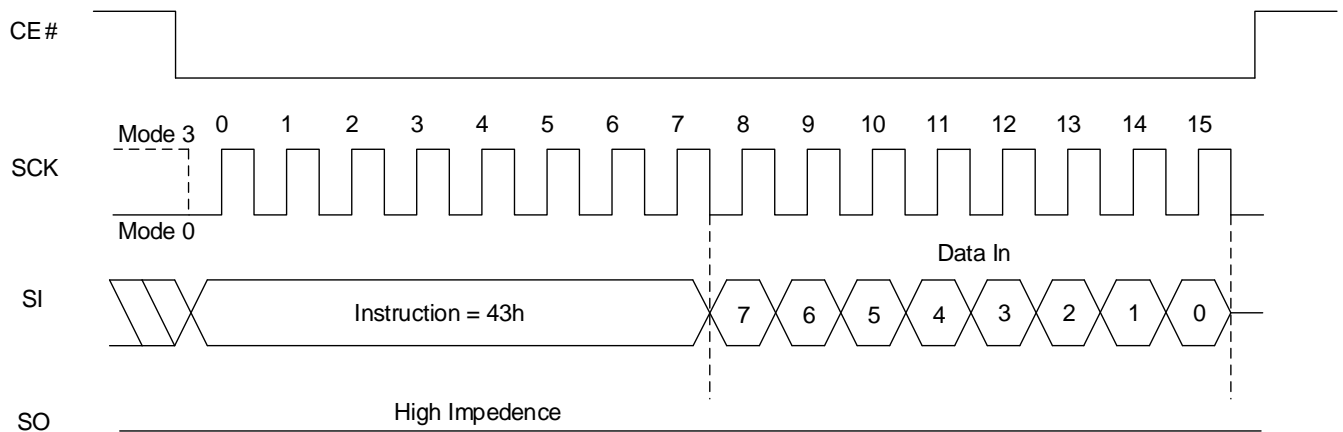 CE#
0 1 2 3 4 5 6 7 8 9 10 11 12 13 14 15
Mode 3
SCK
Mode 0
Data In
SI
Instruction = 43h
7 6 5 4 3 2 1 0
High Impedence
SO